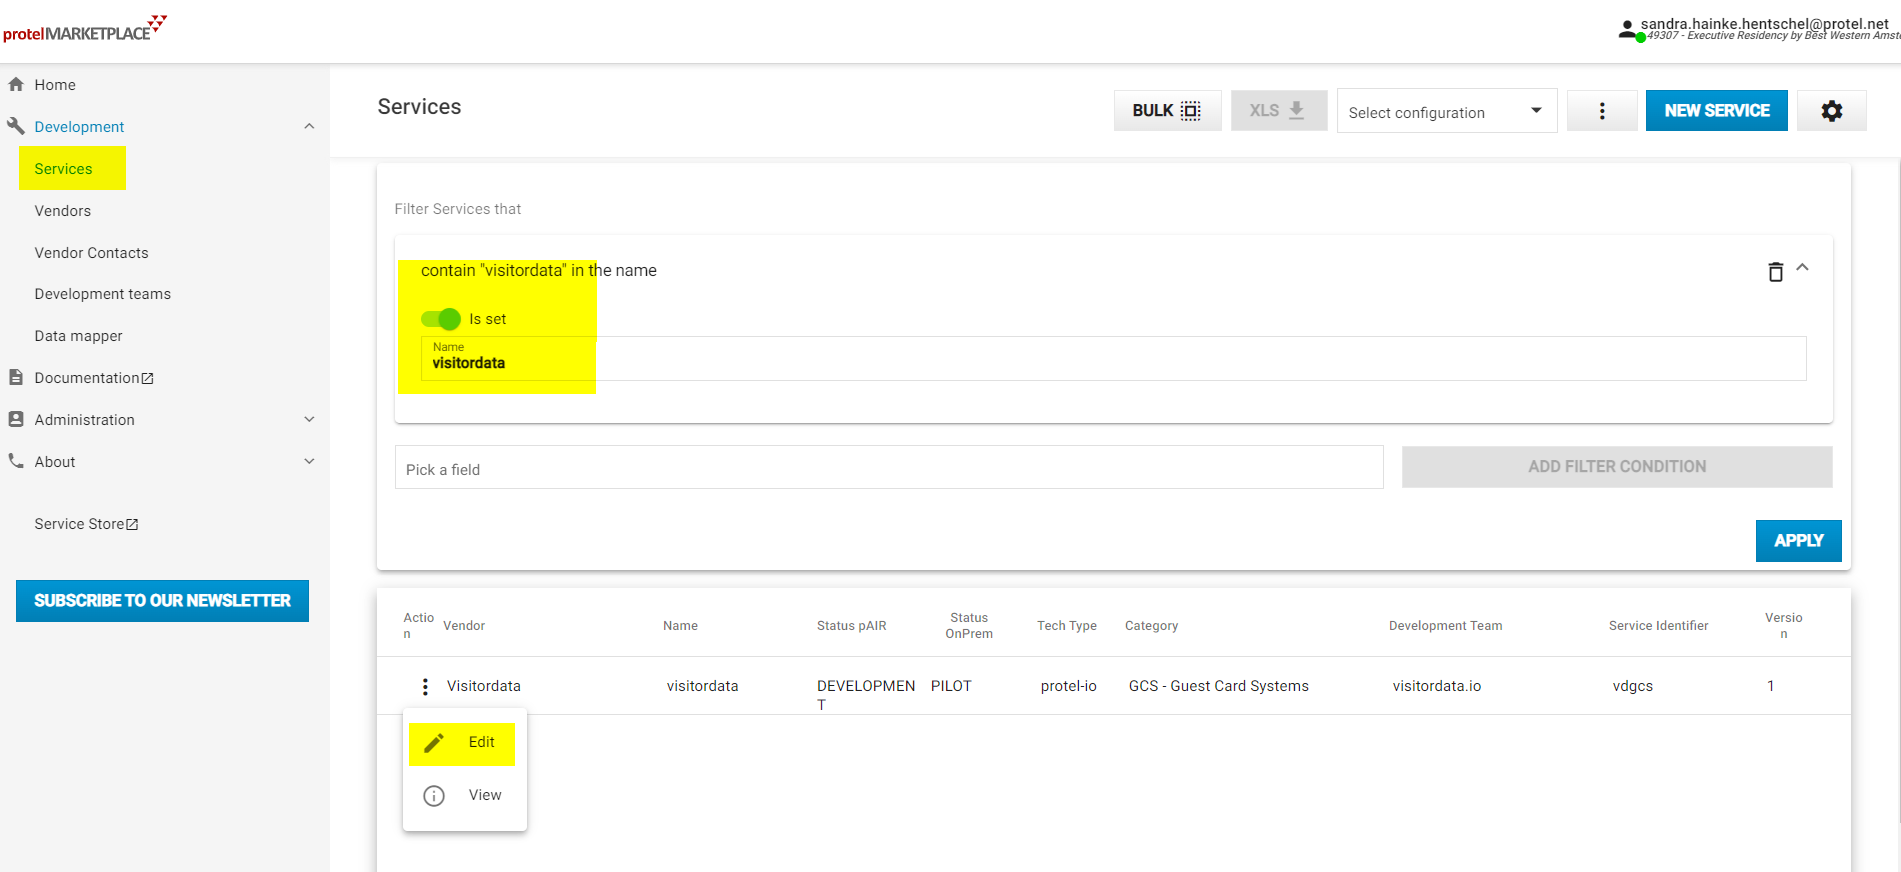 protelMARKETPLACE
sandra.hainke.hentschel@protel.net
49307 - Executive Residency by Best Western Amste
Home
Development
Services
Vendors
Vendor Contacts
Development teams
Data mapper
Documentation
Administration
About
Service Store
SUBSCRIBE TO OUR NEWSLETTER
Services
BULK
XLS
Select configuration
NEW SERVICE
Filter Services that
contain "visitordata" in the name
Is set
Name
visitordata
Pick a field
ADD FILTER CONDITION
APPLY
Actio
n
Vendor
Name
Status pAIR
Status
OnPrem
Tech Type
Category
Development Team
Service Identifier
Versio
n
Visitordata
visitordata
DEVELOPMEN
T
PILOT
protel-io
GCS - Guest Card Systems
visitordata.io
vdgcs
1
Edit
View